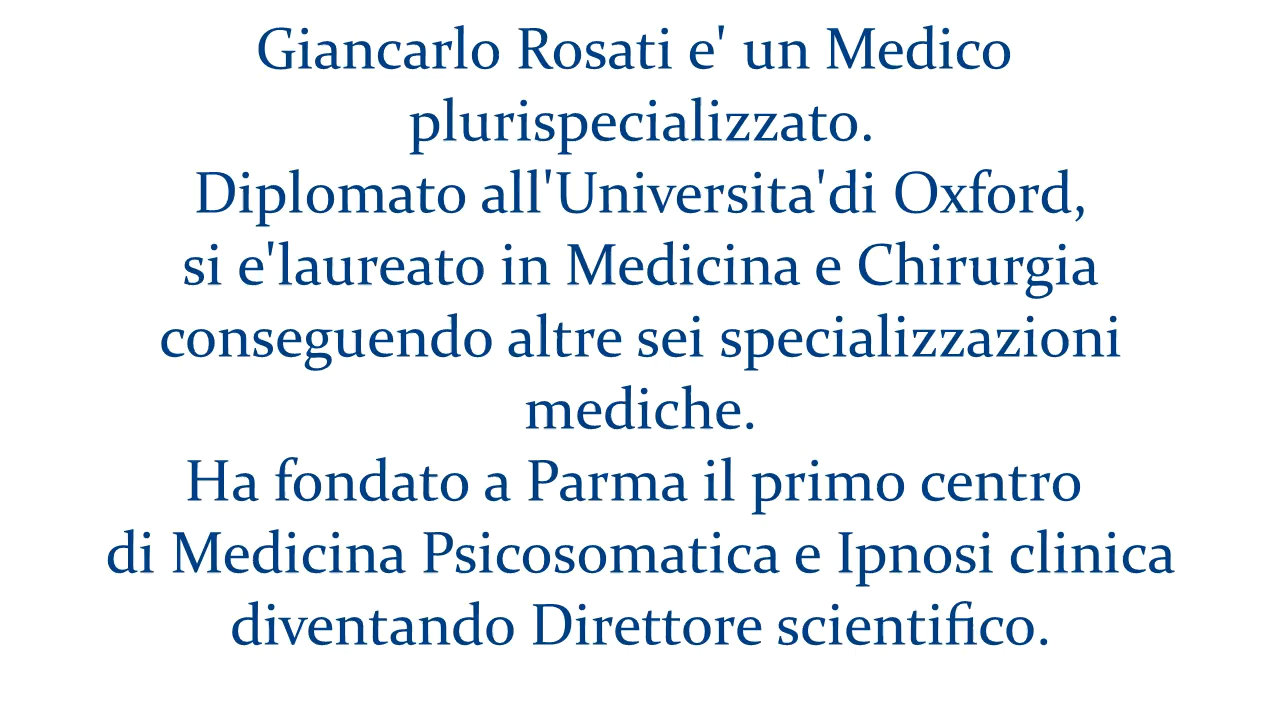 Giancarlo Rosati e' un Medico
plurispecializzato.
Diplomato all'Universita'di Oxford,
si e'laureato in Medicina e Chirurgia
conseguendo altre sei specializzazioni
mediche.
Ha fondato a Parma il primo centro
di Medicina Psicosomatica e Ipnosi clinica
diventando Direttore scientifico.